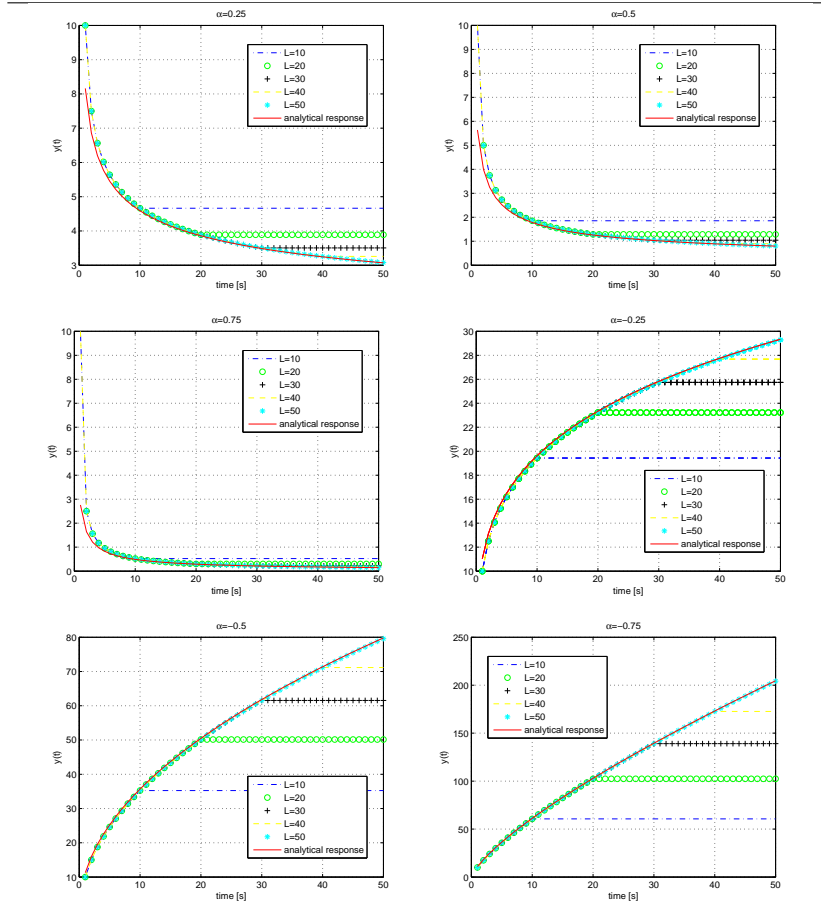 α=0.25
10
9
8
7
6
5
4
3
y(t)
0 10 20 30 40 50
time [s]
L=10
L=20
L=30
L=40
L=50
analytical response
α=0.5
10
9
8
7
6
5
4
3
2
1
0
y(t)
0 10 20 30 40 50
time [s]
L=10
L=20
L=30
L=40
L=50
analytical response
α=0.75
10
9
8
7
6
5
4
3
2
1
0
y(t)
0 10 20 30 40 50
time [s]
L=10
L=20
L=30
L=40
L=50
analytical response
α=−0.25
30
28
26
24
22
20
18
16
14
12
10
y(t)
0 10 20 30 40 50
time [s]
L=10
L=20
L=30
L=40
L=50
analytical response
α=−0.5
80
70
60
50
40
30
20
10
y(t)
0 10 20 30 40 50
time [s]
L=10
L=20
L=30
L=40
L=50
analytical response
α=−0.75
250
200
150
100
50
0
y(t)
0 10 20 30 40 50
time [s]
L=10
L=20
L=30
L=40
L=50
analytical response